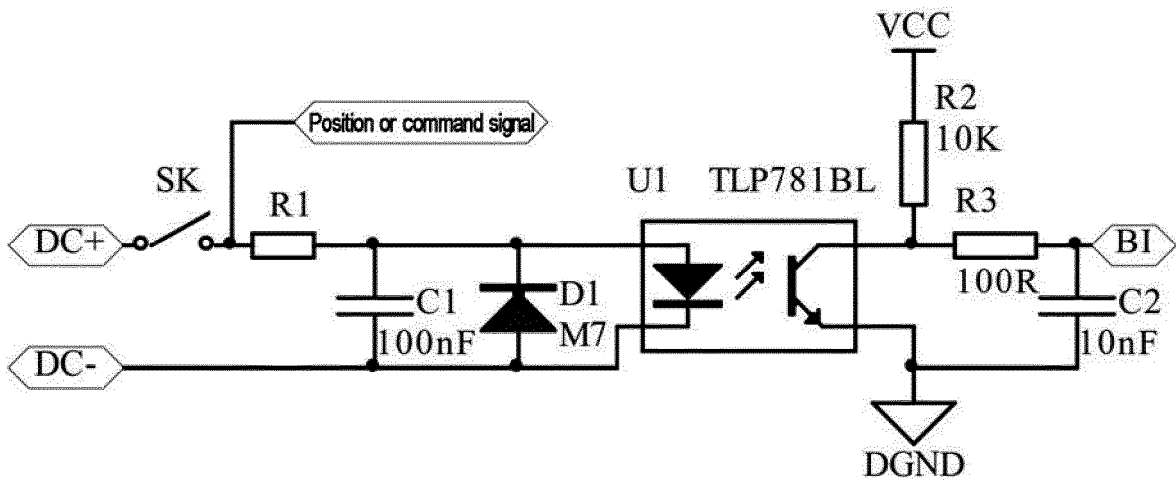 VCC
R2
10K
Position or command signal
SK
R1
U1
TLP781BL
R3
DC+
BI
100R
C1
100nF
D1
M7
C2
10nF
DC-
DGND